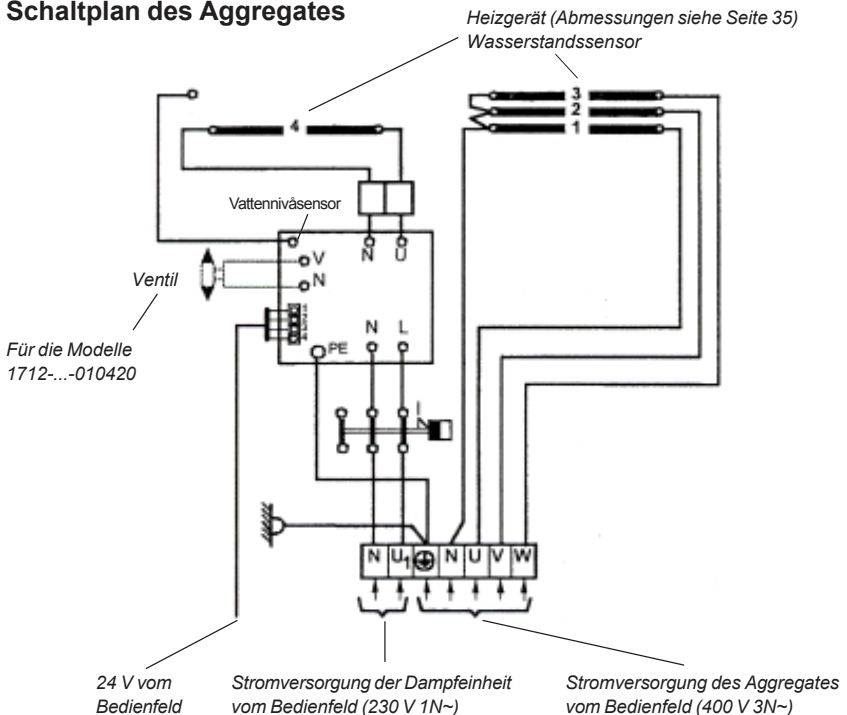 Schaltplan des Aggregates
Heizgerät (Abmessungen siehe Seite 35)
Wasserstandssensor
3
2
1
4
Vattennivåsensor
V
N
N U
Ventil
N L
PE
Für die Modelle
1712-...-010420
N U1 N U V W
24 V vom
Bedienfeld
Stromversorgung der Dampfeinheit
vom Bedienfeld (230 V 1N~)
Stromversorgung des Aggregates
vom Bedienfeld (400 V 3N~)